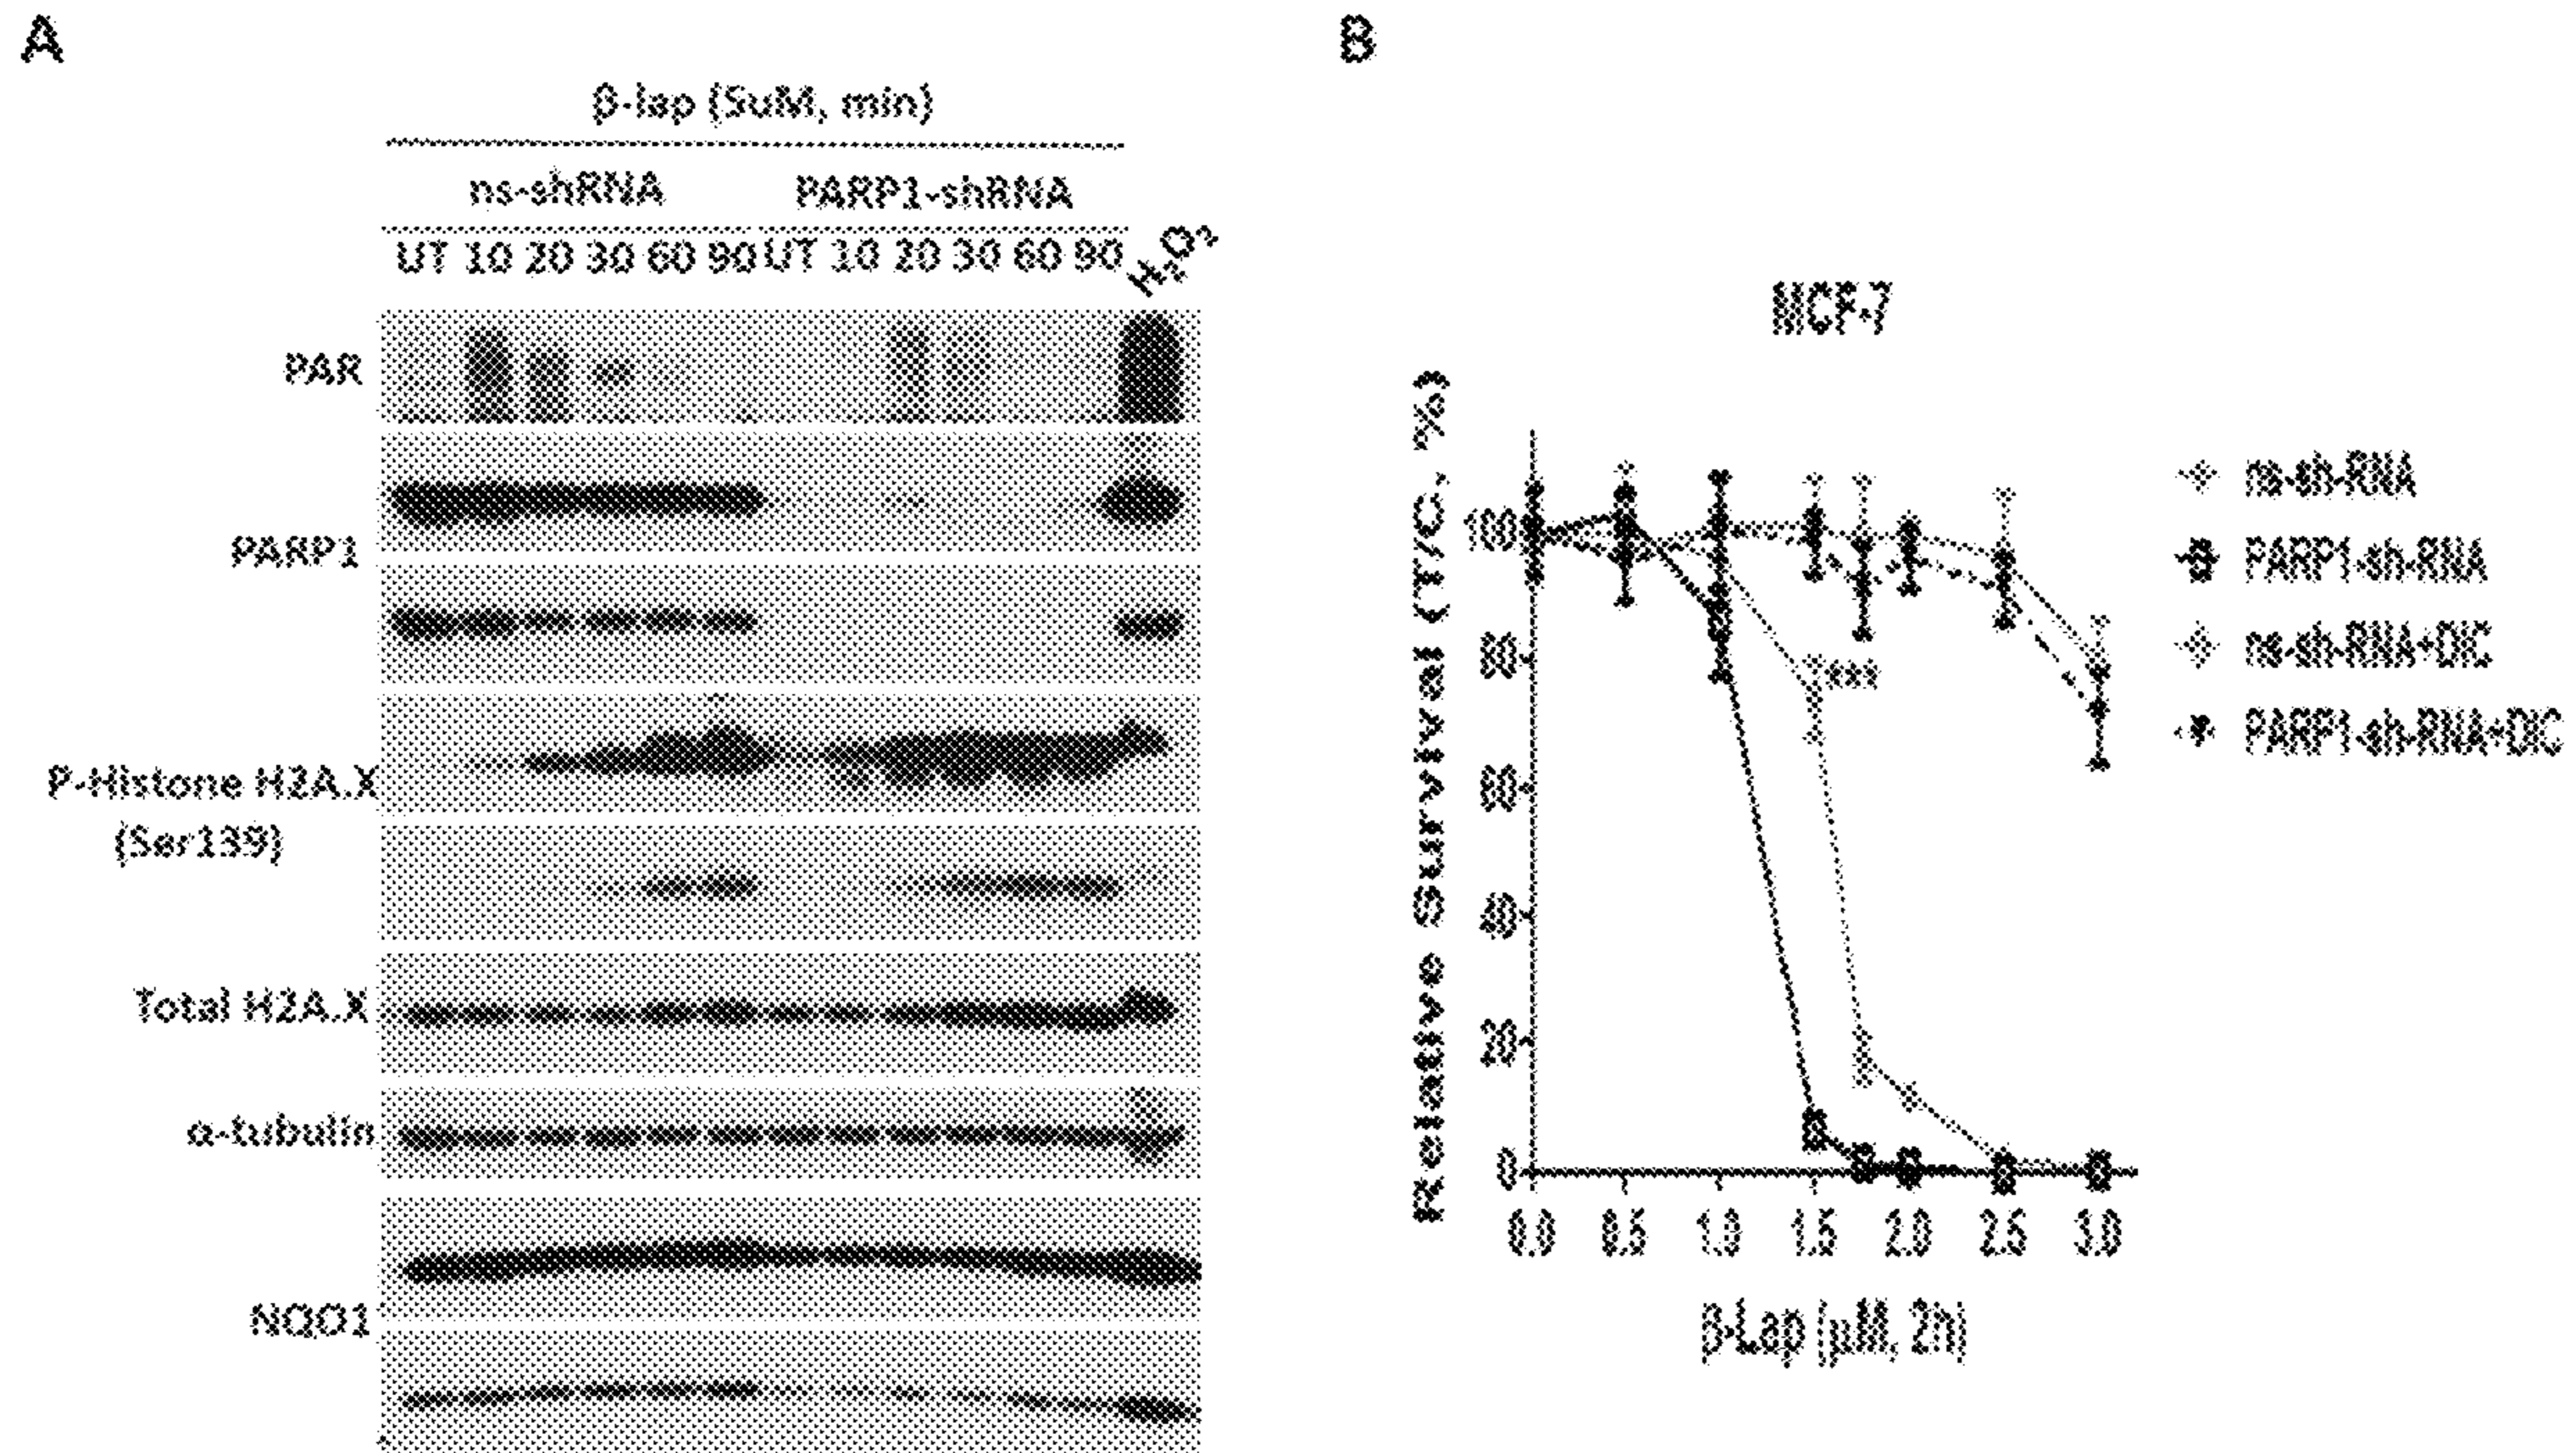 A
β-lap (5uM, min)
ns-shRNA PARP1-shRNA
UT 10 20 30 60 90 UT 10 20 30 60 90 H2O2
PAR
PARP1
P-Histone H2A.X
(Ser139)
Total H2A.X
α-tubulin
NQO1
B
MCF-7
Relative Survival (T/C, %)
100
80
60
40
20
0
***
0.0 0.5 1.0 1.5 2.0 2.5 3.0
β-Lap (μM, 2h)
ns-sh-RNA
PARP1-sh-RNA
ns-sh-RNA+DIC
PARP1-sh-RNA+DIC